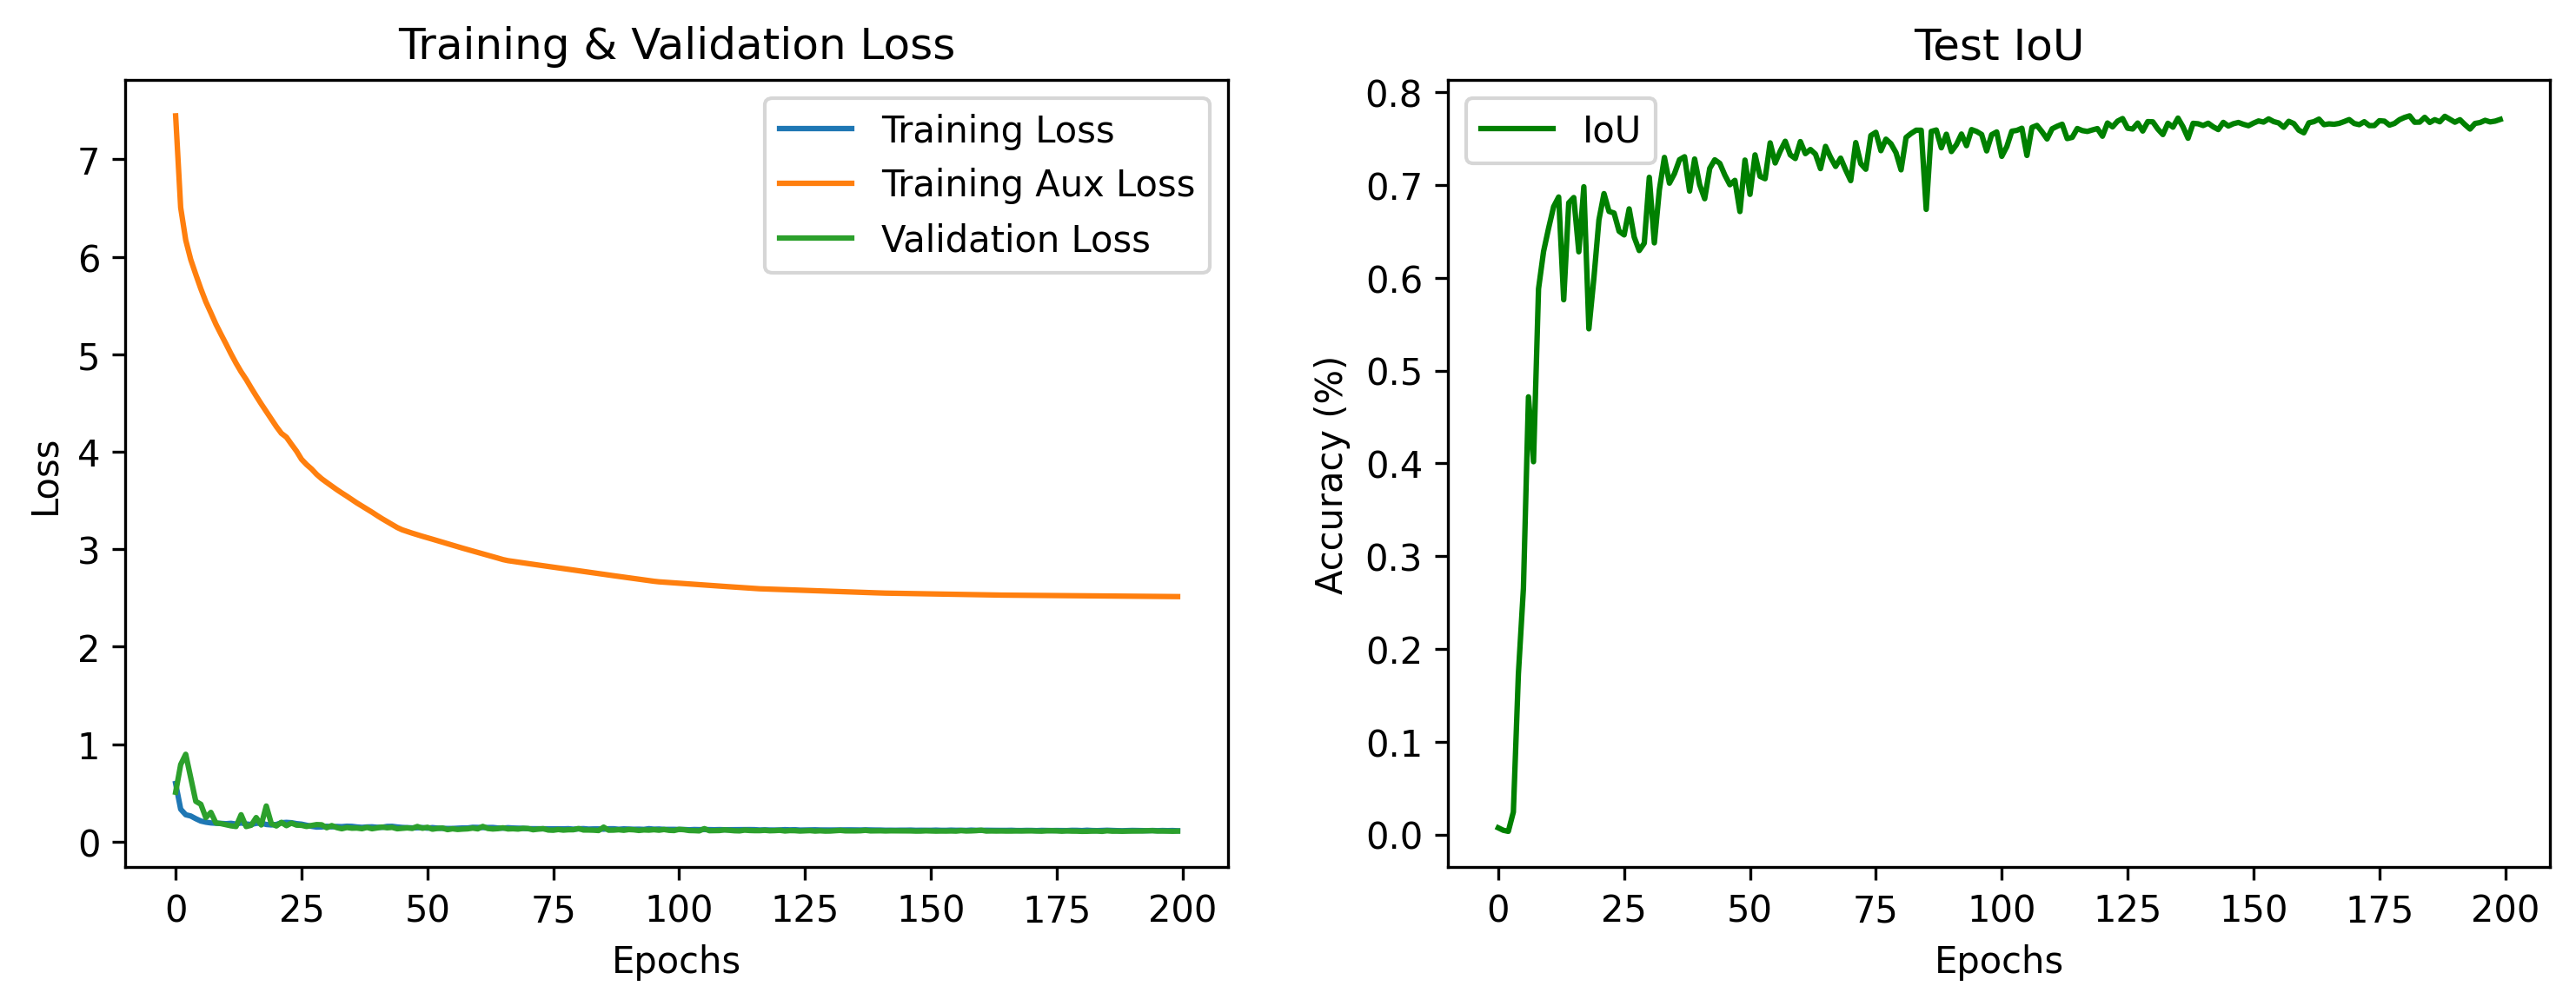 Training & Validation Loss
Training Loss
Training Aux Loss
Validation Loss
7
6
5
4
3
2
1
0
Loss
0 25 50 75 100 125 150 175 200
Epochs
Test IoU
IoU
0.8
0.7
0.6
0.5
0.4
0.3
0.2
0.1
0.0
Accuracy (%)
0 25 50 75 100 125 150 175 200
Epochs